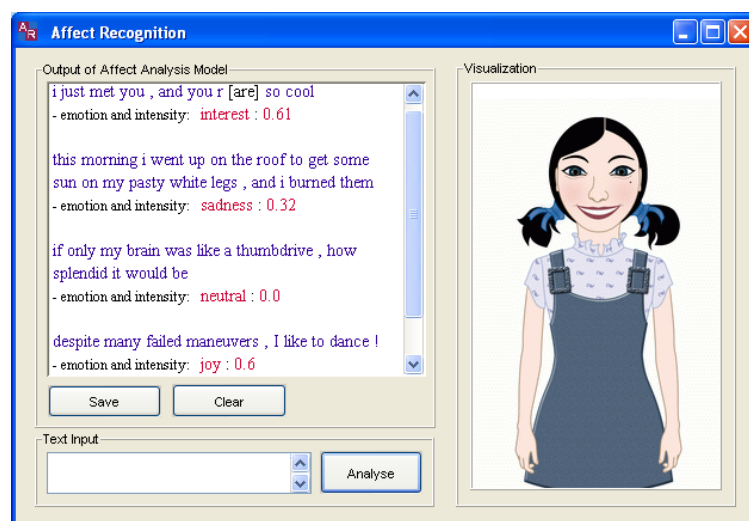 AR Affect Recognition
Output of Affect Analysis Model
i just met you , and you r [are] so cool
- emotion and intensity: interest : 0.61
this morning i went up on the roof to get some
sun on my pasty white legs , and i burned them
- emotion and intensity: sadness : 0.32
if only my brain was like a thumbdrive , how
splendid it would be
- emotion and intensity: neutral : 0.0
despite many failed maneuvers , I like to dance !
- emotion and intensity: joy : 0.6
Save Clear
Text Input
Analyse
Visualization